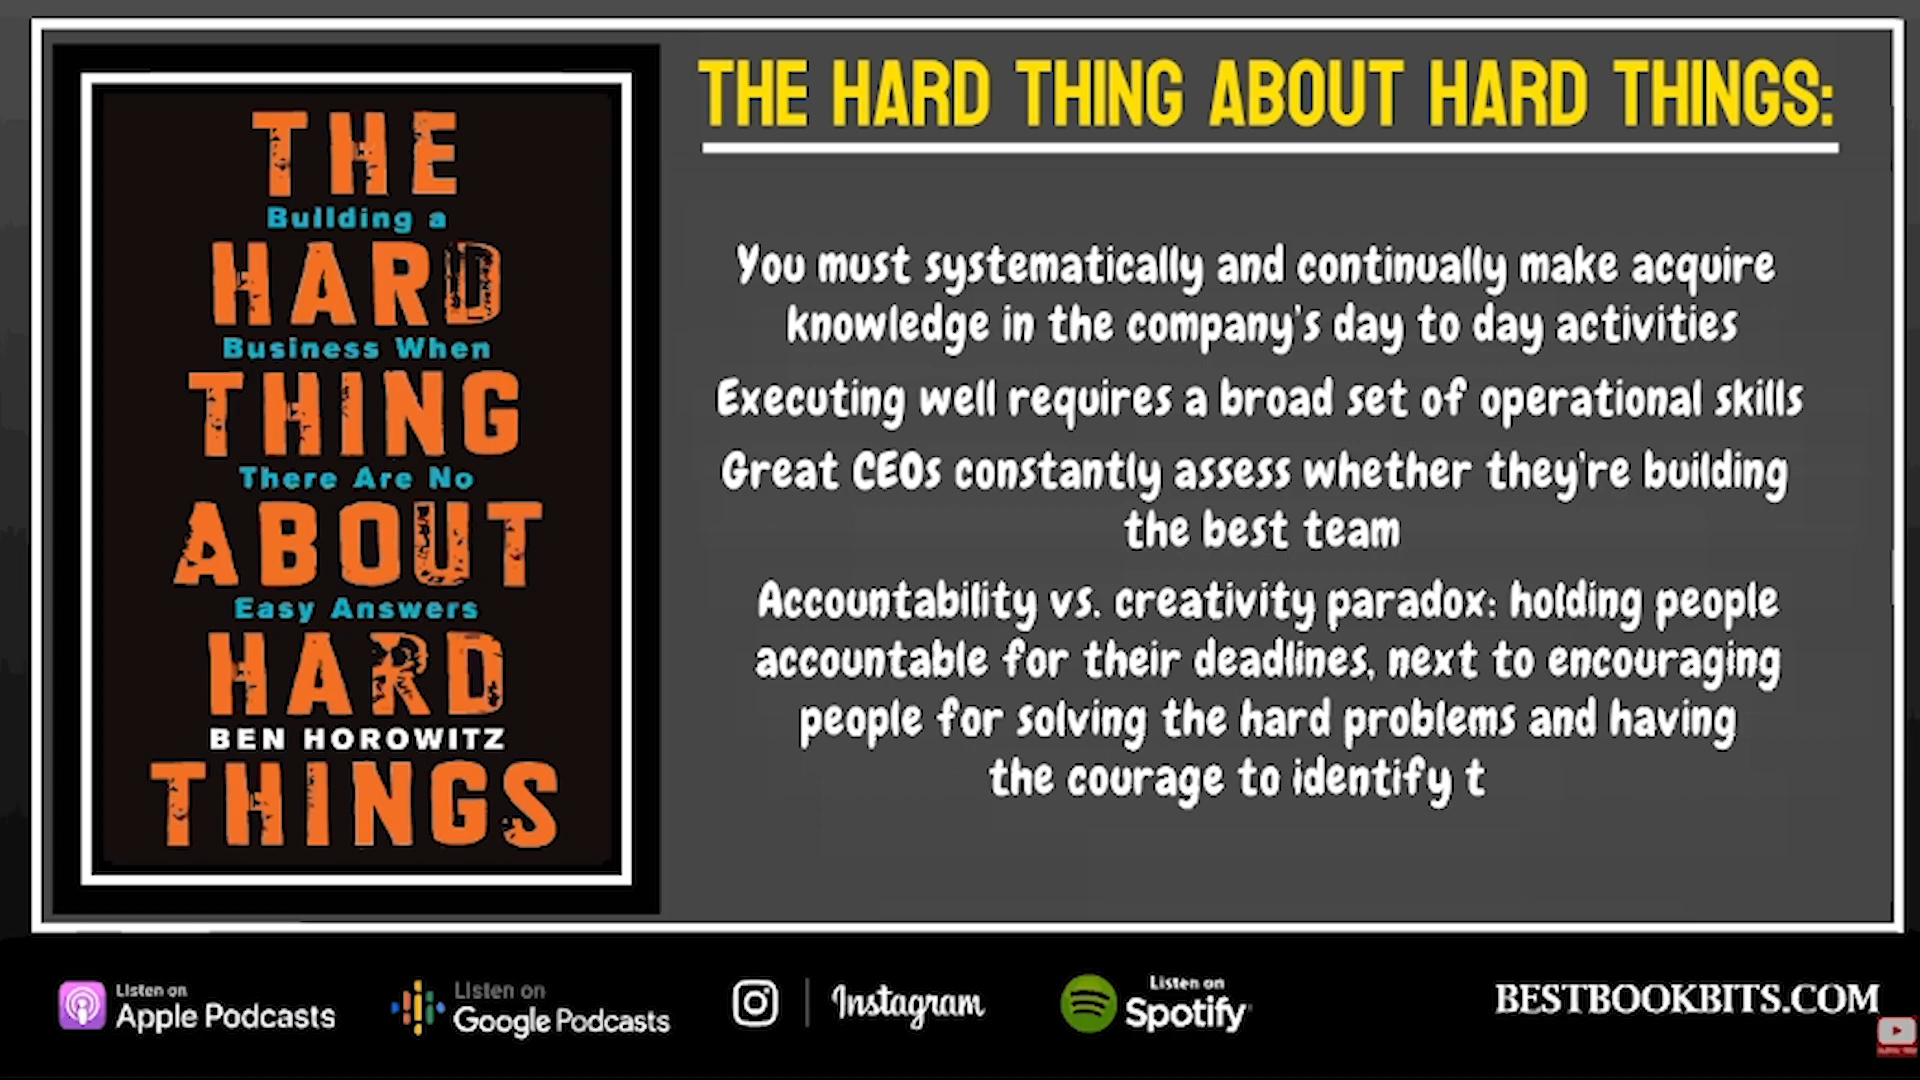 THE
Building a
HARD
Business When
THING
There Are No
ABOUT
Easy Answers
HARD
BEN HOROWITZ
THINGS
THE HARD THING ABOUT HARD THINGS:
You must systematically and continually make acquire
knowledge in the company's day to day activities
Executing well requires a broad set of operational skills
Great CEOs constantly assess whether they're building
the best team
Accountability vs. creativity paradox: holding people
accountable for their deadlines, next to encouraging
people for solving the hard problems and having
the courage to identify t
Listen on
Apple Podcasts
Listen on
Google Podcasts
Instagram
Listen on
Spotify
BESTBOOKBITS.COM